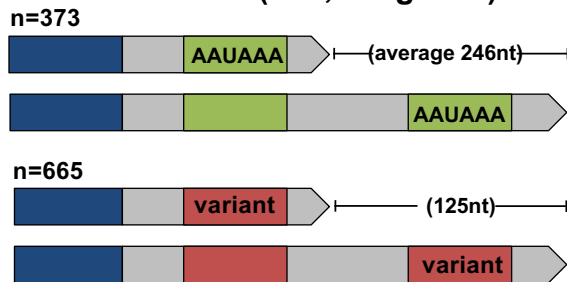 n=373
AAUAAA
(average 246nt)
AAUAAA
n=665
variant
(125nt)
variant